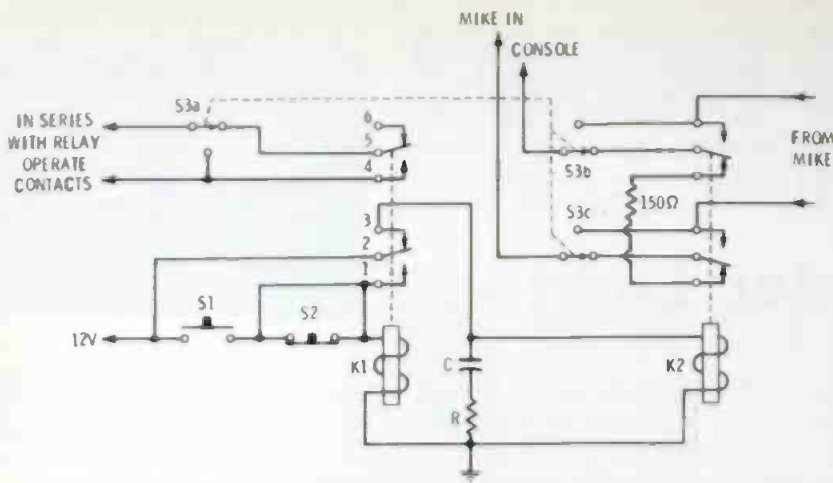 MIKE IN
CONSOLE
S3a
IN SERIES
WITH RELAY
OPERATE
CONTACTS
6
5
4
3
2
1
S3b
S3c
150Ω
FROM
MIKE
S1
S2
12V
K1
C
R
K2